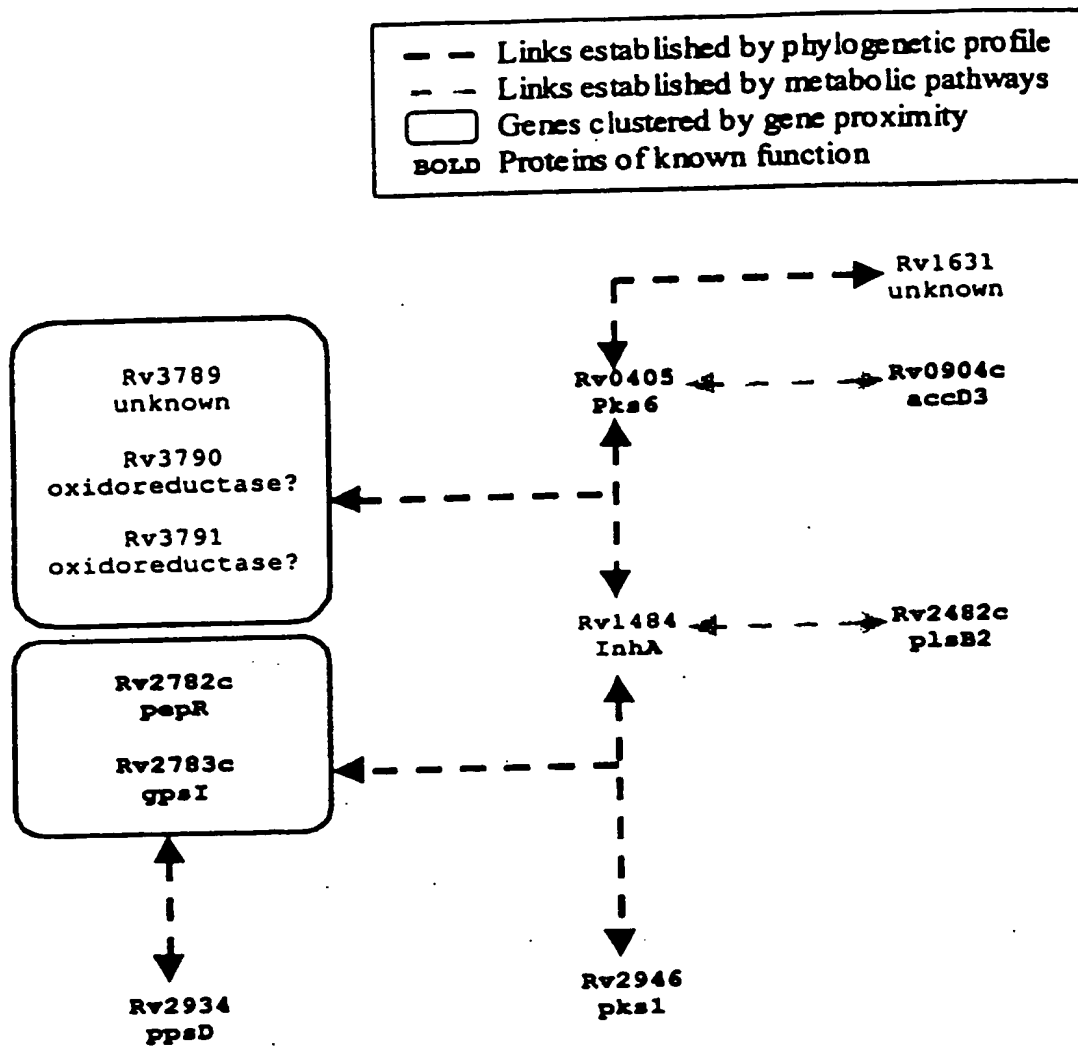 Links established by phylogenetic profile
Links established by metabolic pathways
Genes clustered by gene proximity
BOLD Proteins of known function
Rv1631
unknown
Rv3789
unknown
Rv3790
oxidoreductase?
Rv3791
oxidoreductase?
Rv0405
Pks6
Rv0904c
accD3
Rv1484
InhA
Rv2482c
plsB2
Rv2782c
pepR
Rv2783c
gpsI
Rv2934
ppsD
Rv2946
pks1